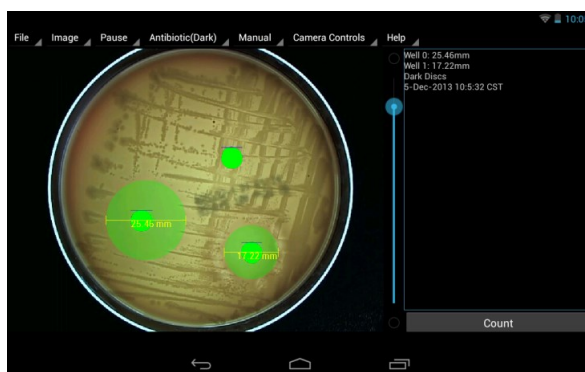 10:0
File Image Pause Antibiotic(Dark) Manual Camera Controls Help
Well 0: 25.46mm
Well 1: 17.22mm
Dark Discs
5-Dec-2013 10:5:32 CST
25.46 mm
17.22 mm
Count